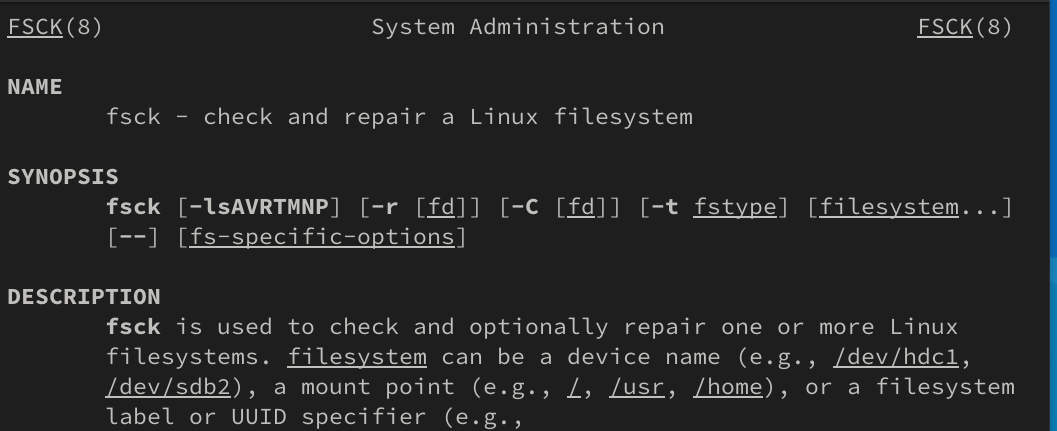 FSCK(8) System Administration FSCK(8)
NAME
fsck - check and repair a Linux filesystem
SYNOPSIS
fsck [-lsAVRTMNP] [-r [fd]] [-C [fd]] [-t fstype] [filesystem...]
[--] [fs-specific-options]
DESCRIPTION
fsck is used to check and optionally repair one or more Linux
filesystems. filesystem can be a device name (e.g., /dev/hdc1,
/dev/sdb2), a mount point (e.g., /, /usr, /home), or a filesystem
label or UUID specifier (e.g.,